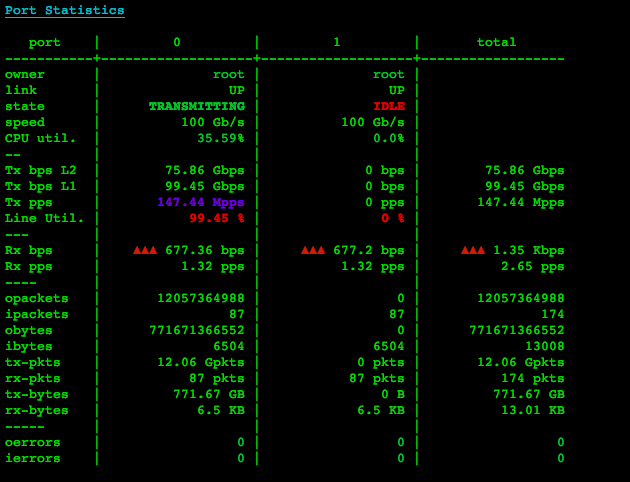 Port Statistics
port | 0 | 1 | total
-----------+-------------------+-------------------+------------------
owner | root | root |
link | UP | UP |
state | TRANSMITTING | IDLE |
speed | 100 Gb/s | 100 Gb/s |
CPU util. | 35.59% | 0.0% |
-- | | |
Tx bps L2 | 75.86 Gbps | 0 bps | 75.86 Gbps
Tx bps L1 | 99.45 Gbps | 0 bps | 99.45 Gbps
Tx pps | 147.44 Mpps | 0 pps | 147.44 Mpps
Line Util. | 99.45 % | 0 % |
--- | | |
Rx bps | ▲▲▲ 677.36 bps | ▲▲▲ 677.2 bps | ▲▲▲ 1.35 Kbps
Rx pps | 1.32 pps | 1.32 pps | 2.65 pps
---- | | |
opackets | 12057364988 | 0 | 12057364988
ipackets | 87 | 87 | 174
obytes | 771671366552 | 0 | 771671366552
ibytes | 6504 | 6504 | 13008
tx-pkts | 12.06 Gpkts | 0 pkts | 12.06 Gpkts
rx-pkts | 87 pkts | 87 pkts | 174 pkts
tx-bytes | 771.67 GB | 0 B | 771.67 GB
rx-bytes | 6.5 KB | 6.5 KB | 13.01 KB
----- | | |
oerrors | 0 | 0 | 0
ierrors | 0 | 0 | 0